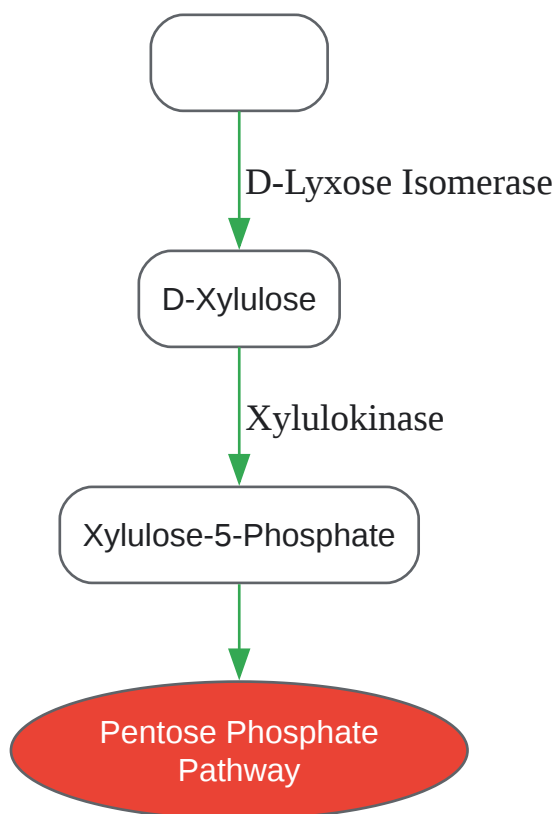 D-Lyxose Isomerase
D-Xylulose
Xylulokinase
Xylulose-5-Phosphate
Pentose Phosphate
Pathway